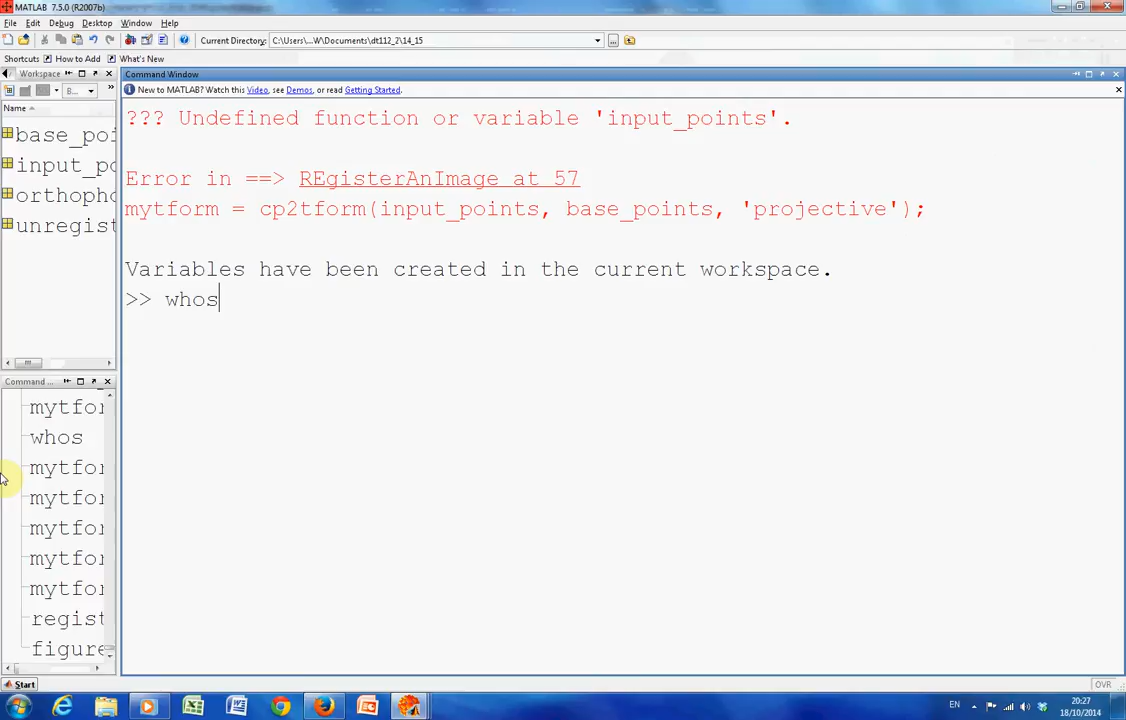 MATLAB 7.5.0 (R2007b)
File Edit Debug Desktop Window Help
Current Directory: C:\Users\...W\Documents\dt112_2\14_15
Shortcuts How to Add What's New
Workspace
B...
Name
base_poi
input_po
orthopho
unregist
Command ...
mytfor
whos
mytfor
mytfor
mytfor
mytfor
mytfor
regist
figure
Command Window
New to MATLAB? Watch this Video, see Demos, or read Getting Started.
??? Undefined function or variable 'input_points'.
Error in ==> REgisterAnImage at 57
mytform = cp2tform(input_points, base_points, 'projective');
Variables have been created in the current workspace.
>> whos
Start
OVR
EN
20:27
18/10/2014